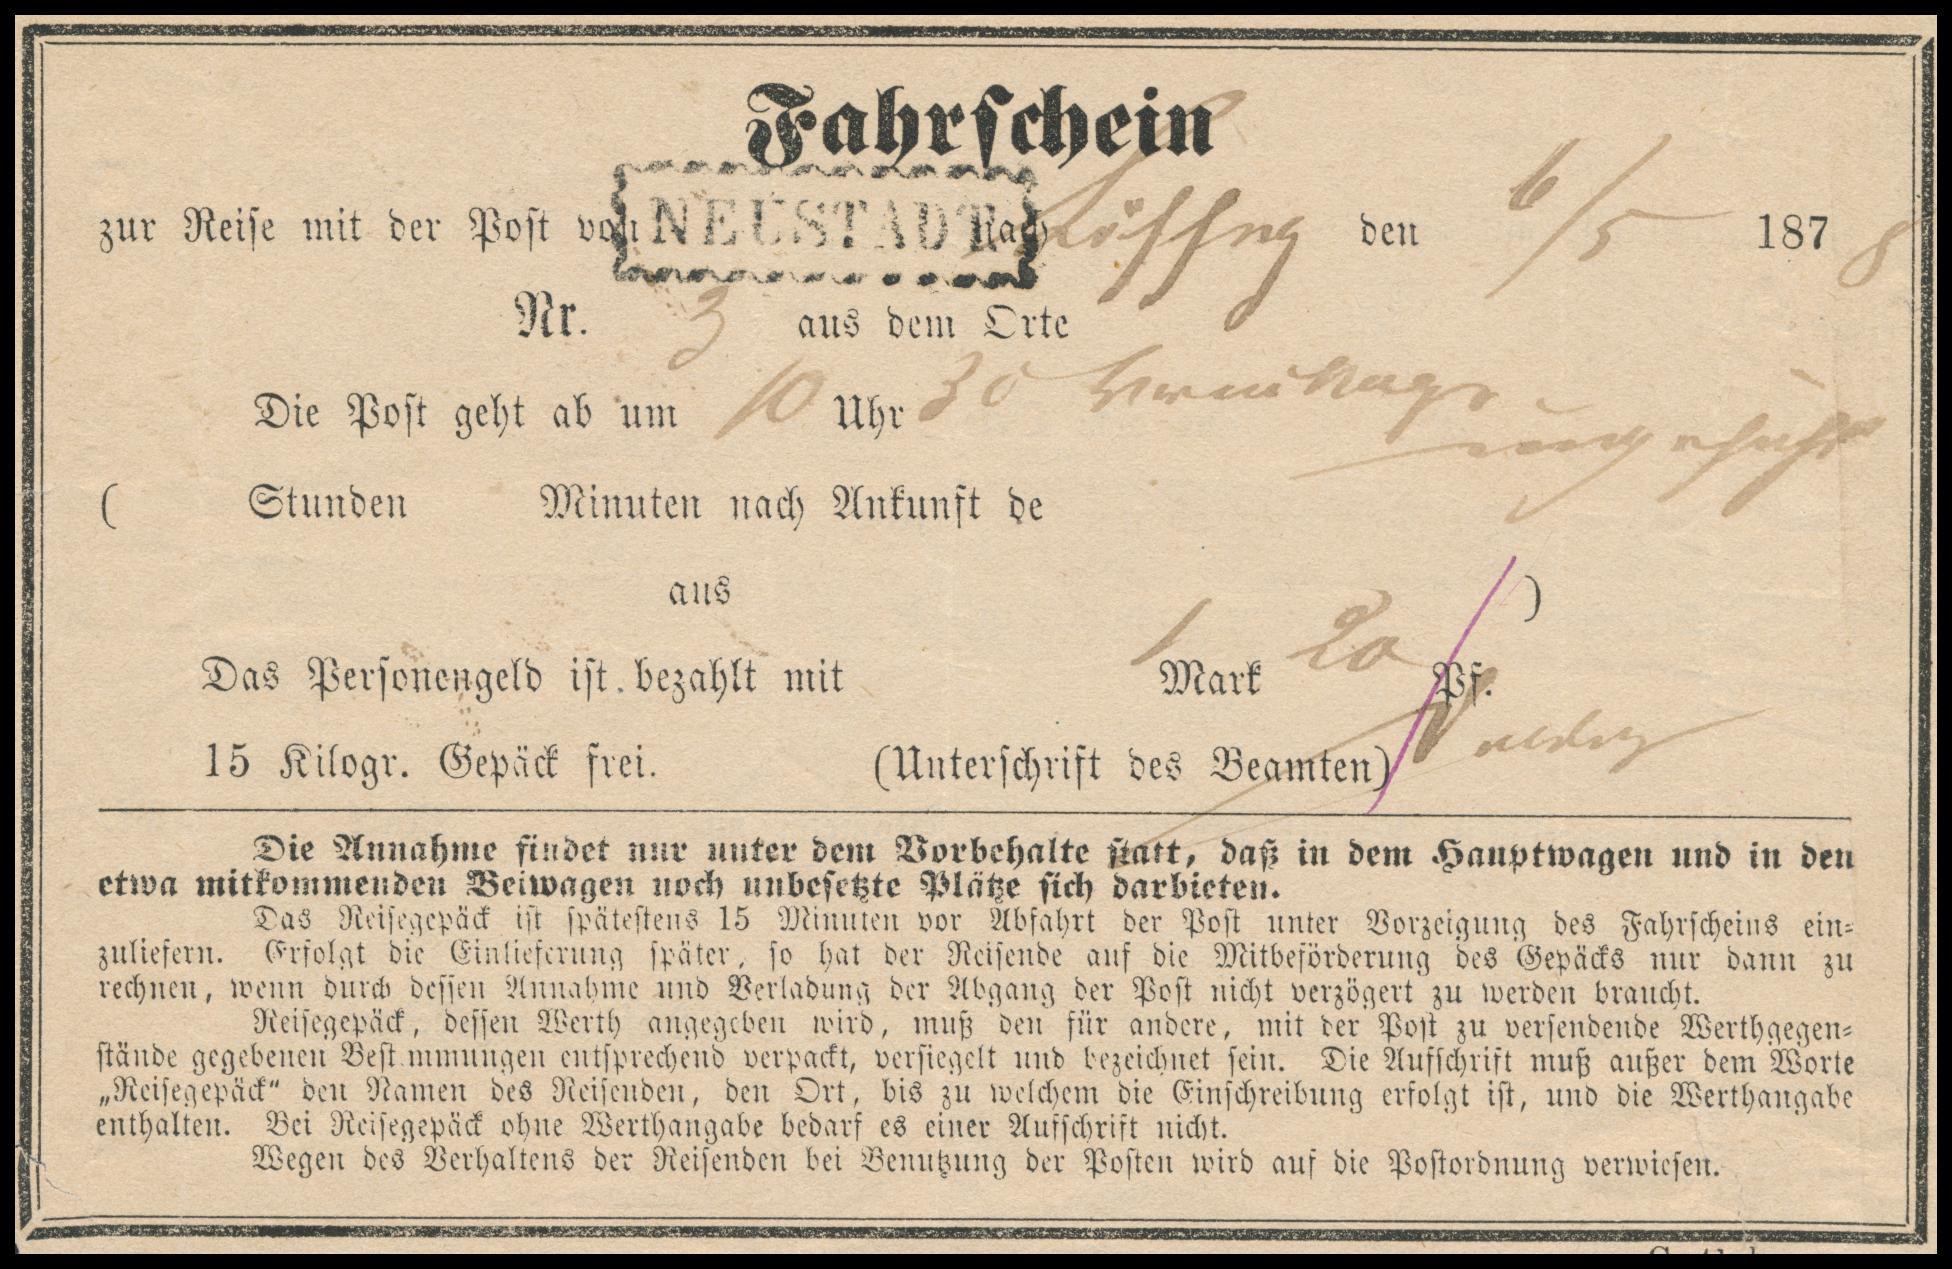 Fahrschein
zur Reise mit der Post von NEUSTADT nach Löffing den 6/5 1878
Nr. 3 aus dem Orte
Die Post geht ab um 10 Uhr 30
( Stunden Minuten nach Ankunft de
aus )
Das Personengeld ist bezahlt mit 1 Mark 20 Pf.
15 Kilogr. Gepäck frei. (Unterschrift des Beamten)
Die Annahme findet nur unter dem Vorbehalte statt, daß in dem Hauptwagen und in den
etwa mitkommenden Beiwagen noch unbesetzte Plätze sich darbieten.
Das Reisegepäck ist spätestens 15 Minuten vor Abfahrt der Post unter Vorzeigung des Fahrscheins ein-
zuliefern. Erfolgt die Einlieferung später, so hat der Reisende auf die Mitbeförderung des Gepäcks nur dann zu
rechnen, wenn durch dessen Annahme und Verladung der Abgang der Post nicht verzögert zu werden braucht.
Reisegepäck, dessen Werth angegeben wird, muß den für andere, mit der Post zu versendende Werthgegen-
stände gegebenen Best mmungen entsprechend verpackt, versiegelt und bezeichnet sein. Die Aufschrift muß außer dem Worte
„Reisegepäck“ den Namen des Reisenden, den Ort, bis zu welchem die Einschreibung erfolgt ist, und die Werthangabe
enthalten. Bei Reisegepäck ohne Werthangabe bedarf es einer Aufschrift nicht.
Wegen des Verhaltens der Reisenden bei Benutzung der Posten wird auf die Postordnung verwiesen.